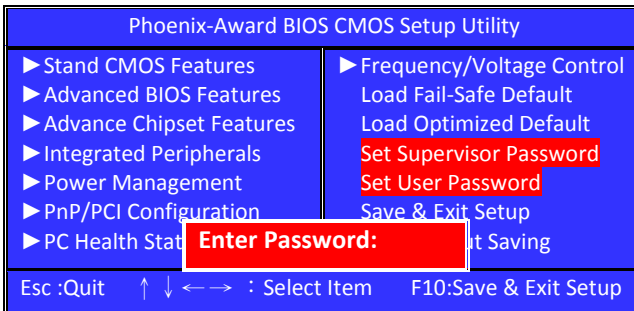 Phoenix-Award BIOS CMOS Setup Utility
►Stand CMOS Features
►Advanced BIOS Features
►Advance Chipset Features
►Integrated Peripherals
►Power Management
►PnP/PCI Configuration
►PC Health Stat
►Frequency/Voltage Control
Load Fail-Safe Default
Load Optimized Default
Set Supervisor Password
Set User Password
Save & Exit Setup
t Saving
Enter Password:
Esc :Quit ↑↓←→ : Select Item F10:Save & Exit Setup